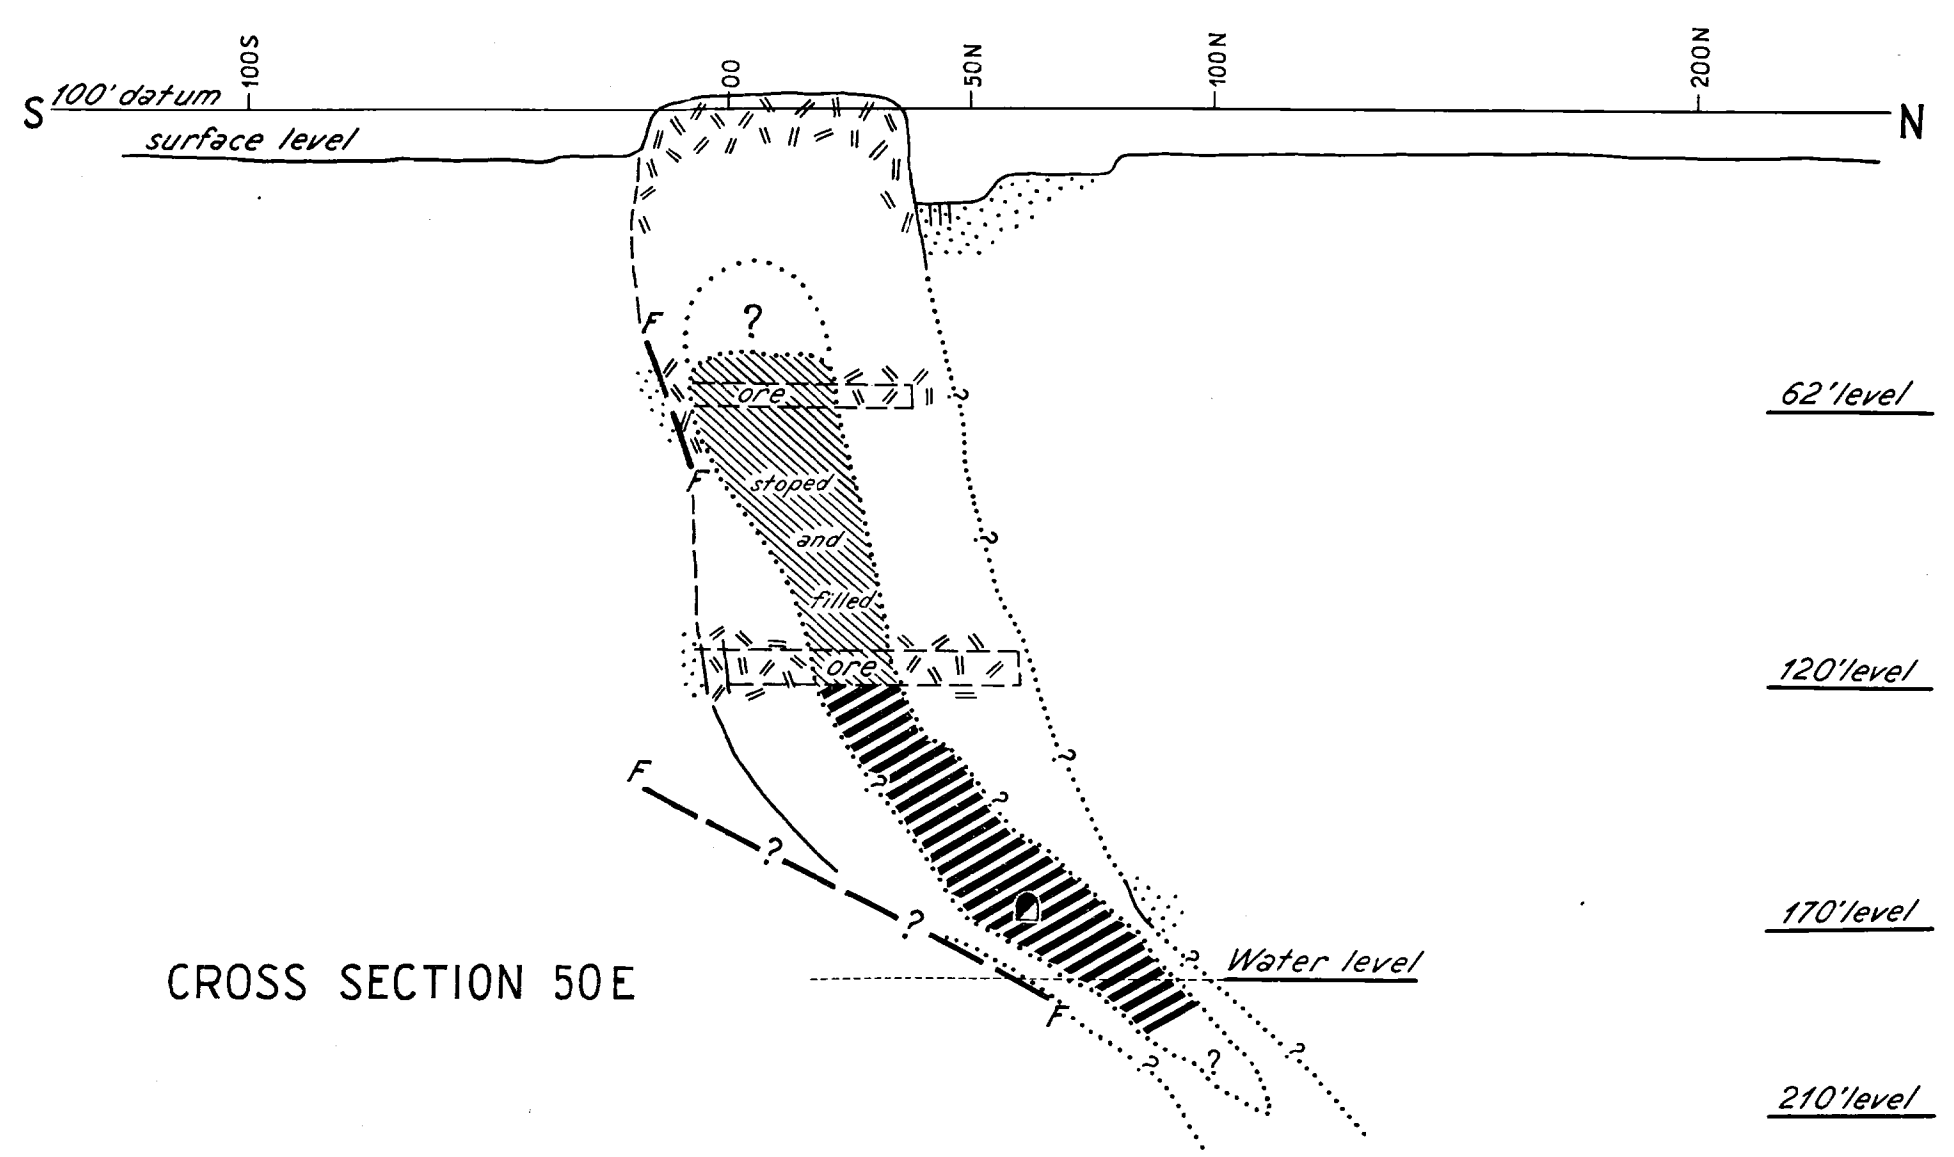 100S
00
50N
100N
200N
100' datum
S
N
surface level
?
F
ore
?
62' level
F
stoped
and
?
filled
ore
120' level
?
F
?
?
?
?
170' level
?
Water level
CROSS SECTION 50E
F
?
?
?
210' level